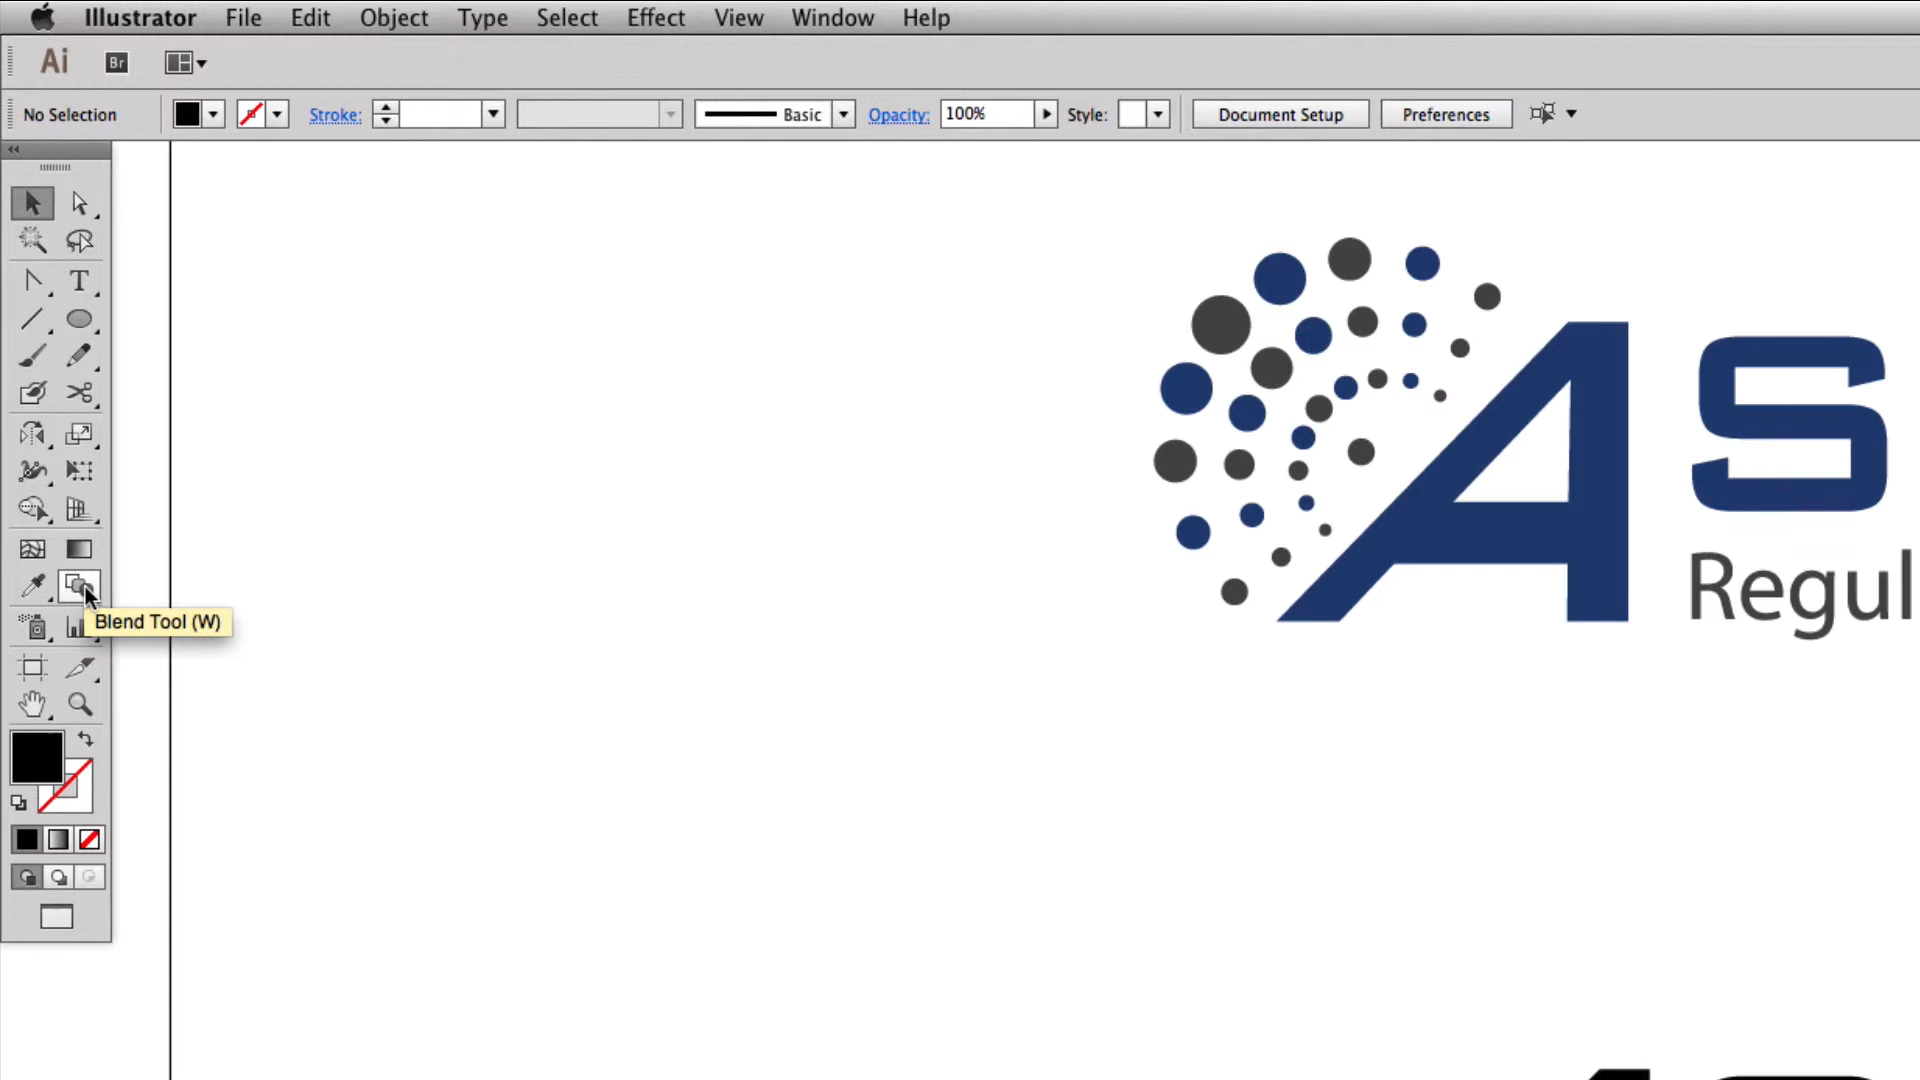 Illustrator File Edit Object Type Select Effect View Window Help
Ai Br
No Selection Stroke: Basic Opacity: 100% Style: Document Setup Preferences
T
A S
Regul
Blend Tool (W)